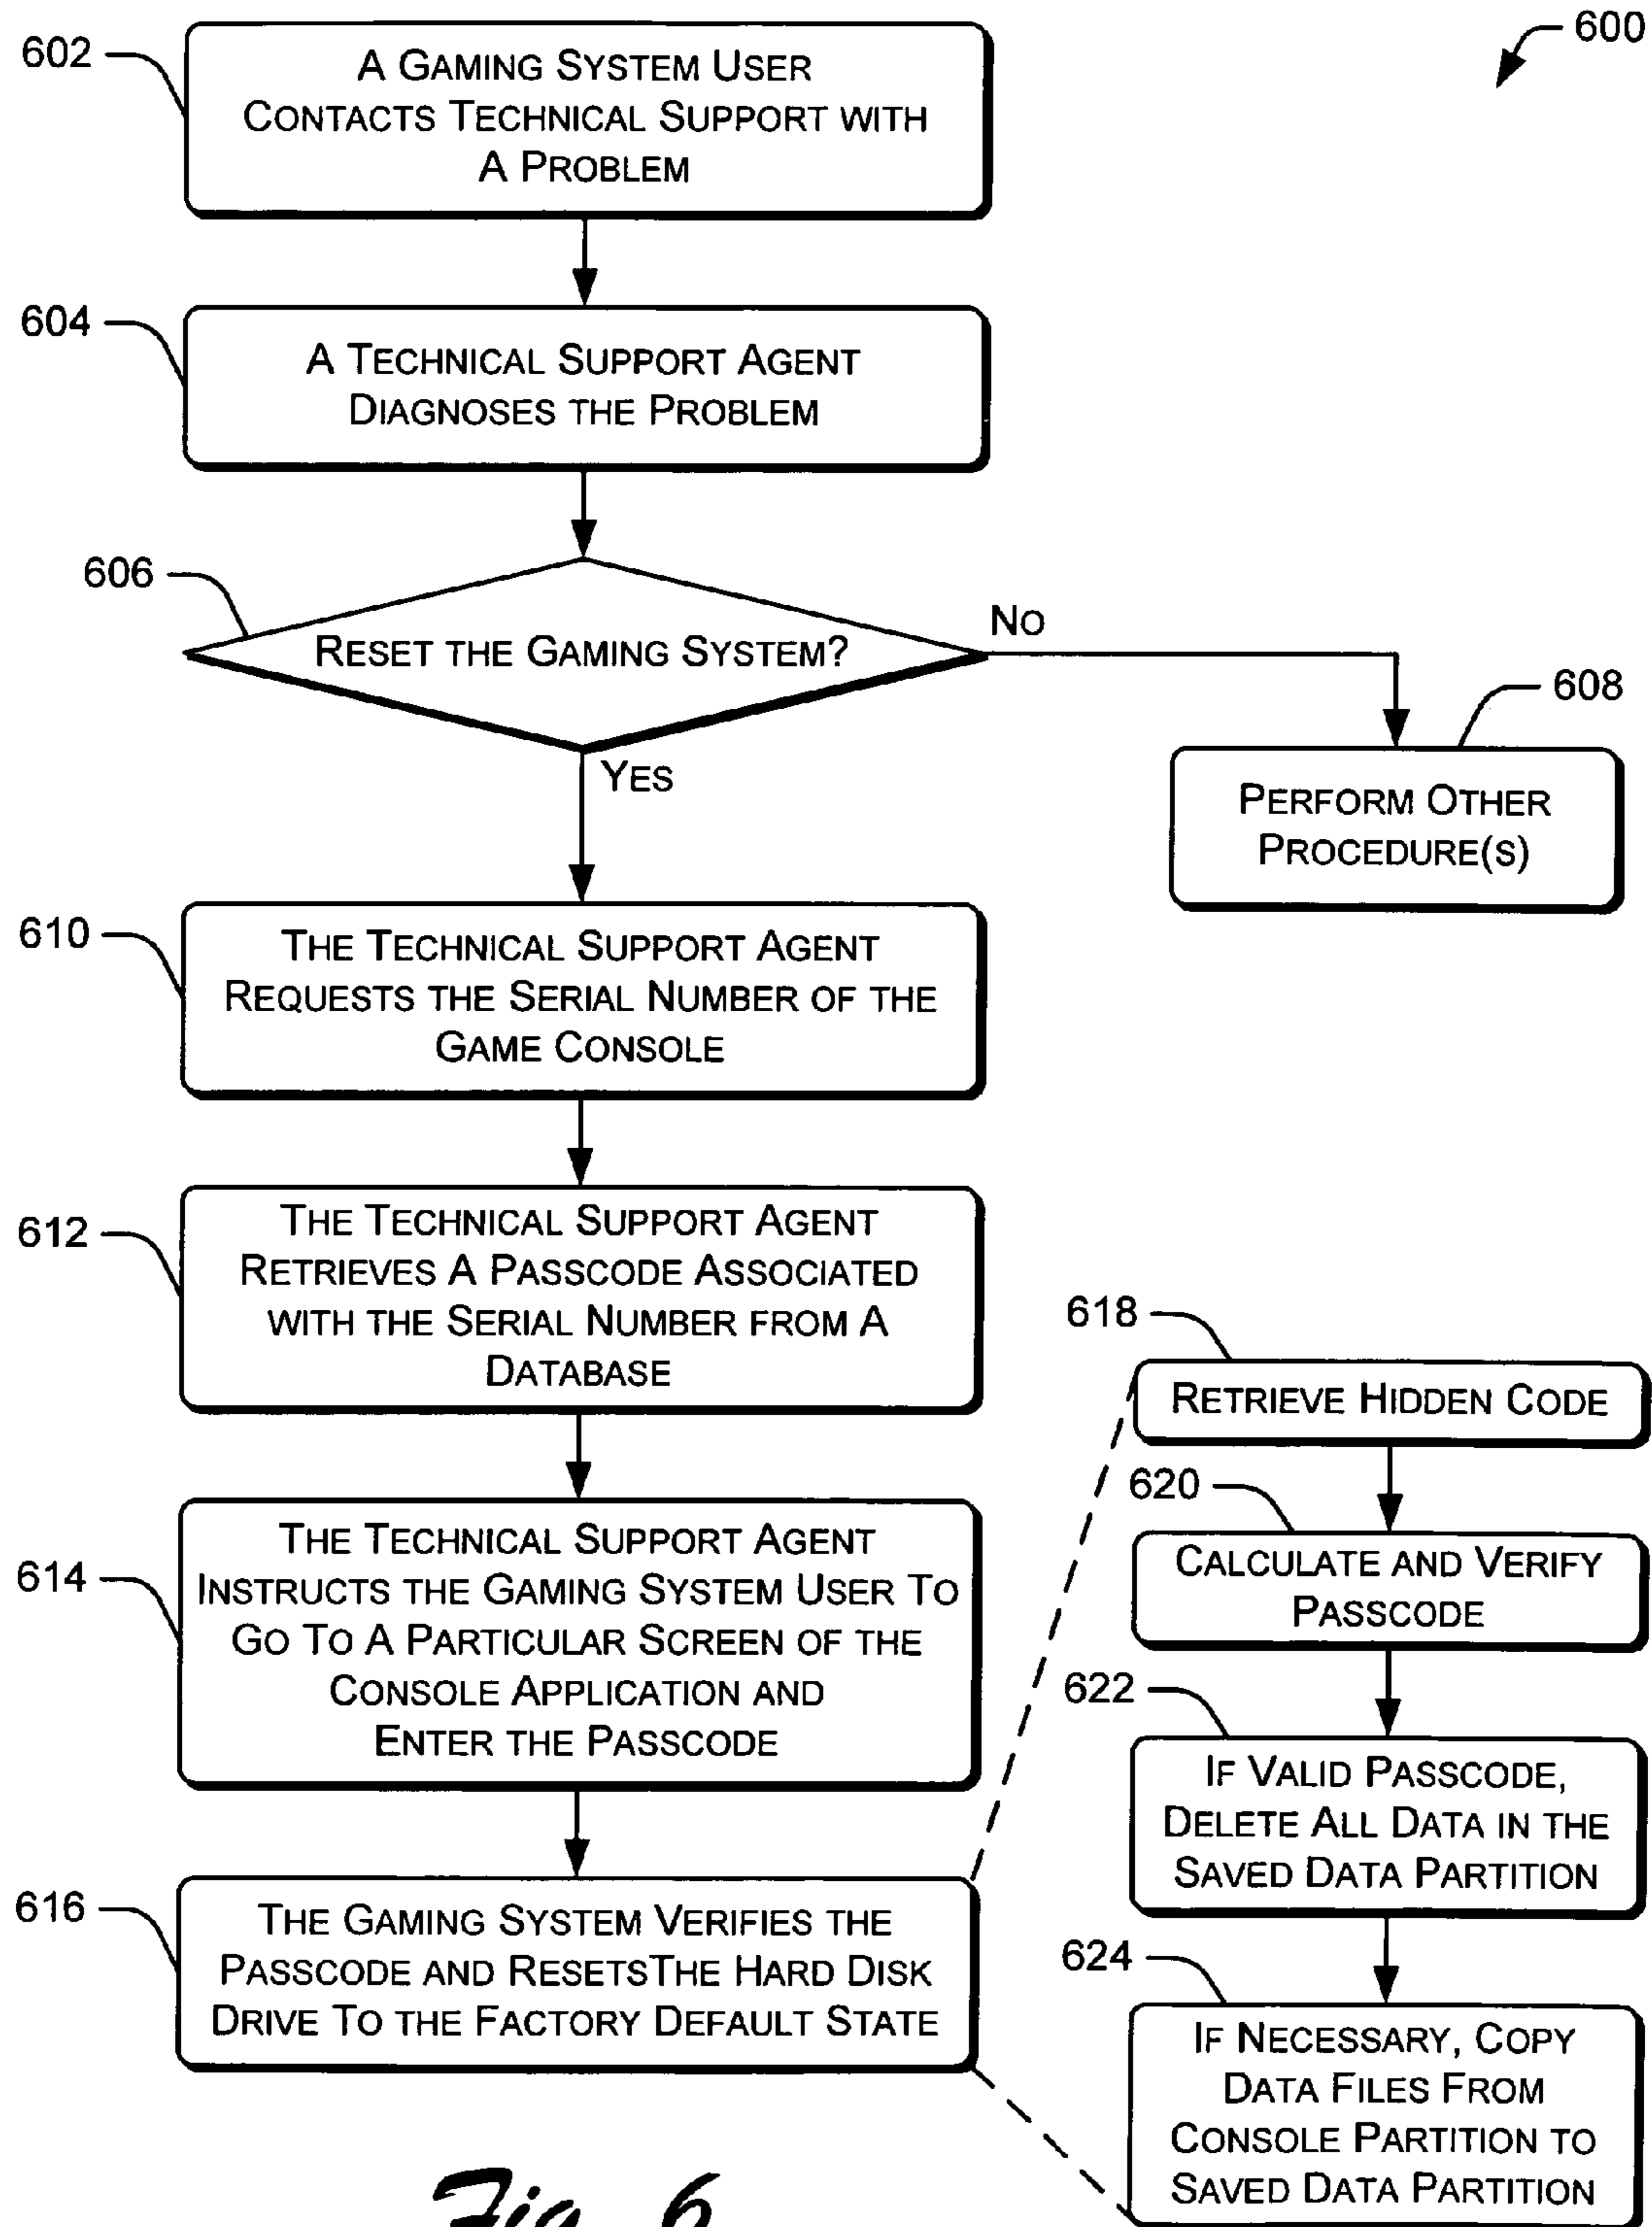 600
602
A GAMING SYSTEM USER
CONTACTS TECHNICAL SUPPORT WITH
A PROBLEM
604
A TECHNICAL SUPPORT AGENT
DIAGNOSES THE PROBLEM
606
RESET THE GAMING SYSTEM?
NO
YES
608
PERFORM OTHER
PROCEDURE(S)
610
THE TECHNICAL SUPPORT AGENT
REQUESTS THE SERIAL NUMBER OF THE
GAME CONSOLE
612
THE TECHNICAL SUPPORT AGENT
RETRIEVES A PASSCODE ASSOCIATED
WITH THE SERIAL NUMBER FROM A
DATABASE
614
THE TECHNICAL SUPPORT AGENT
INSTRUCTS THE GAMING SYSTEM USER TO
GO TO A PARTICULAR SCREEN OF THE
CONSOLE APPLICATION AND
ENTER THE PASSCODE
616
THE GAMING SYSTEM VERIFIES THE
PASSCODE AND RESETSTHE HARD DISK
DRIVE TO THE FACTORY DEFAULT STATE
618
RETRIEVE HIDDEN CODE
620
CALCULATE AND VERIFY
PASSCODE
622
IF VALID PASSCODE,
DELETE ALL DATA IN THE
SAVED DATA PARTITION
624
IF NECESSARY, COPY
DATA FILES FROM
CONSOLE PARTITION TO
SAVED DATA PARTITION
Fig. 6